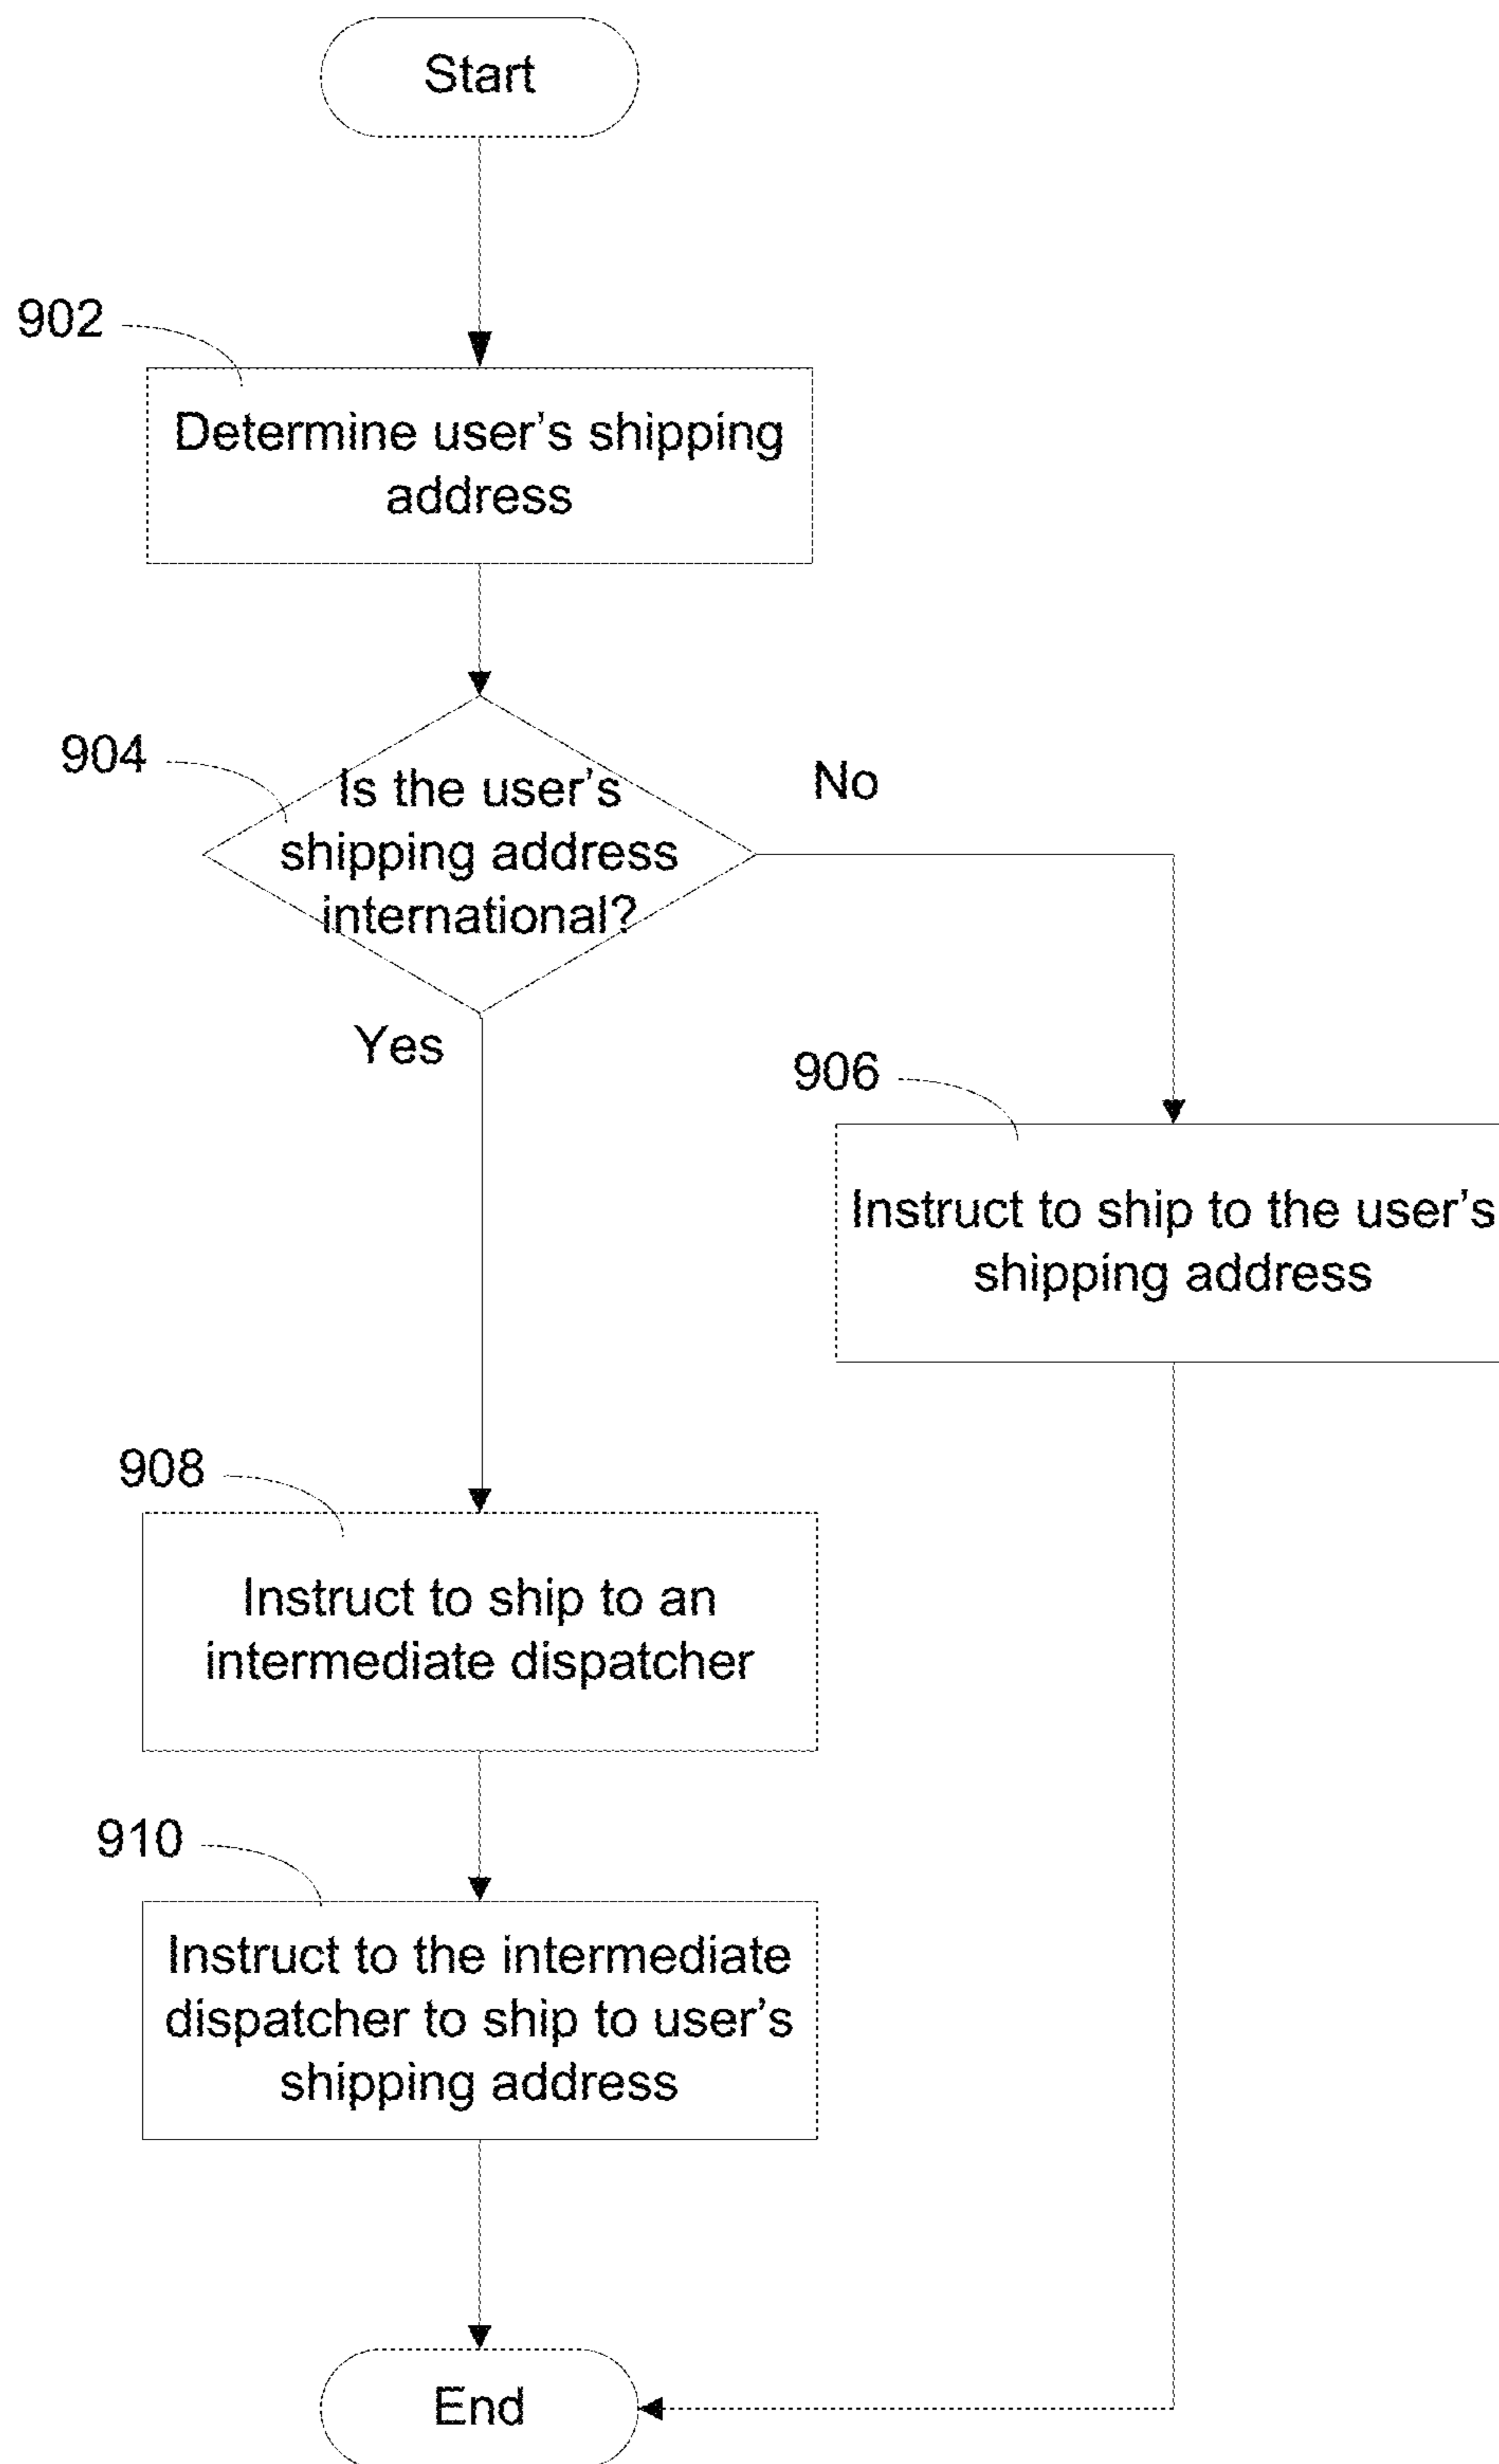 Start
902
Determine user's shipping
address
904
Is the user's
shipping address
international?
No
Yes
906
Instruct to ship to the user's
shipping address
908
Instruct to ship to an
intermediate dispatcher
910
Instruct to the intermediate
dispatcher to ship to user's
shipping address
End